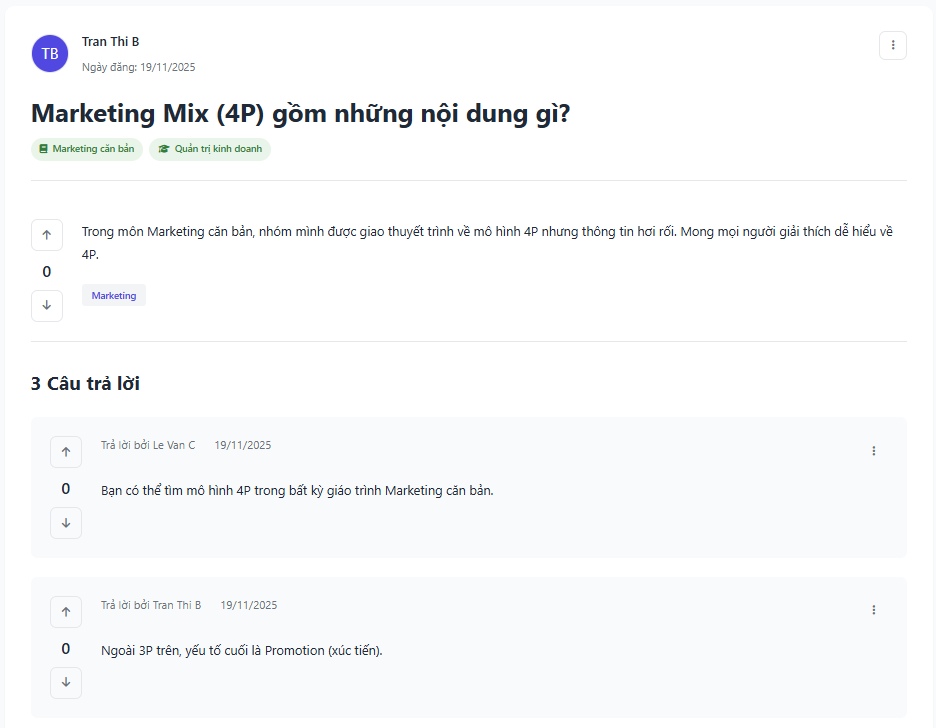 TB
Tran Thi B
Ngày đăng: 19/11/2025
Marketing Mix (4P) gồm những nội dung gì?
Marketing căn bản
Quản trị kinh doanh
Trong môn Marketing căn bản, nhóm mình được giao thuyết trình về mô hình 4P nhưng thông tin hơi rối. Mong mọi người giải thích dễ hiểu về
4P.
0
Marketing
3 Câu trả lời
Trả lời bởi Le Van C 19/11/2025
0
Bạn có thể tìm mô hình 4P trong bất kỳ giáo trình Marketing căn bản.
Trả lời bởi Tran Thi B 19/11/2025
0
Ngoài 3P trên, yếu tố cuối là Promotion (xúc tiến).